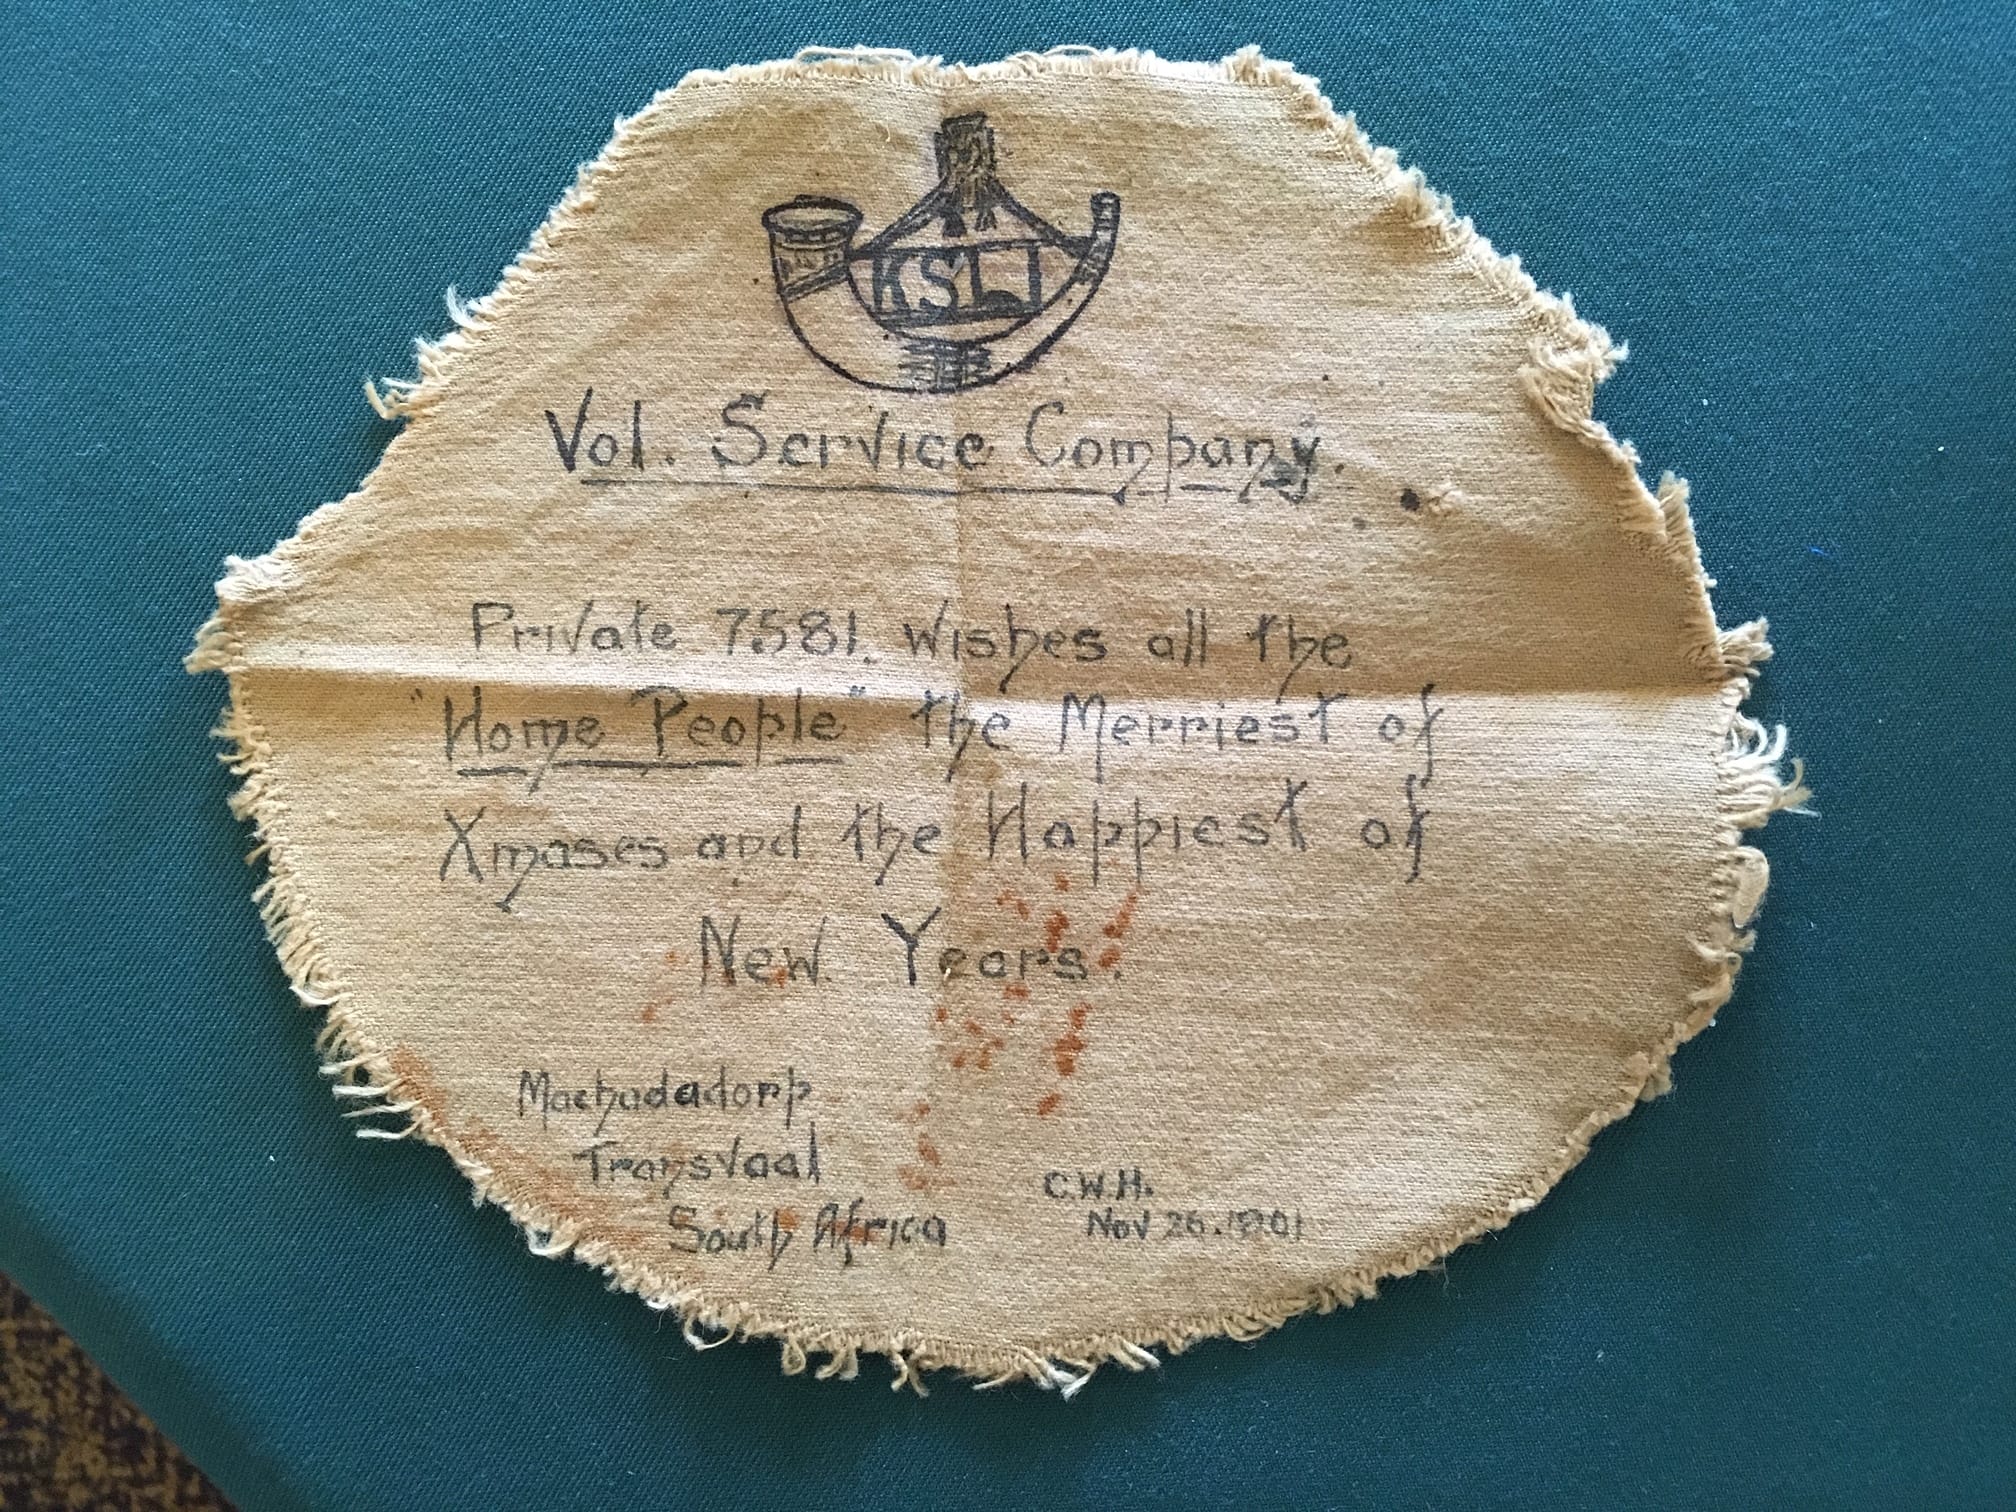 KSLI
Vol. Service Company.
Private 7581. wishes all the
"Home People" the Merriest of
Xmases and the Happiest of
New Years.
Machadadorp
Transvaal
South Africa
C.W.H.
Nov 26. 1901